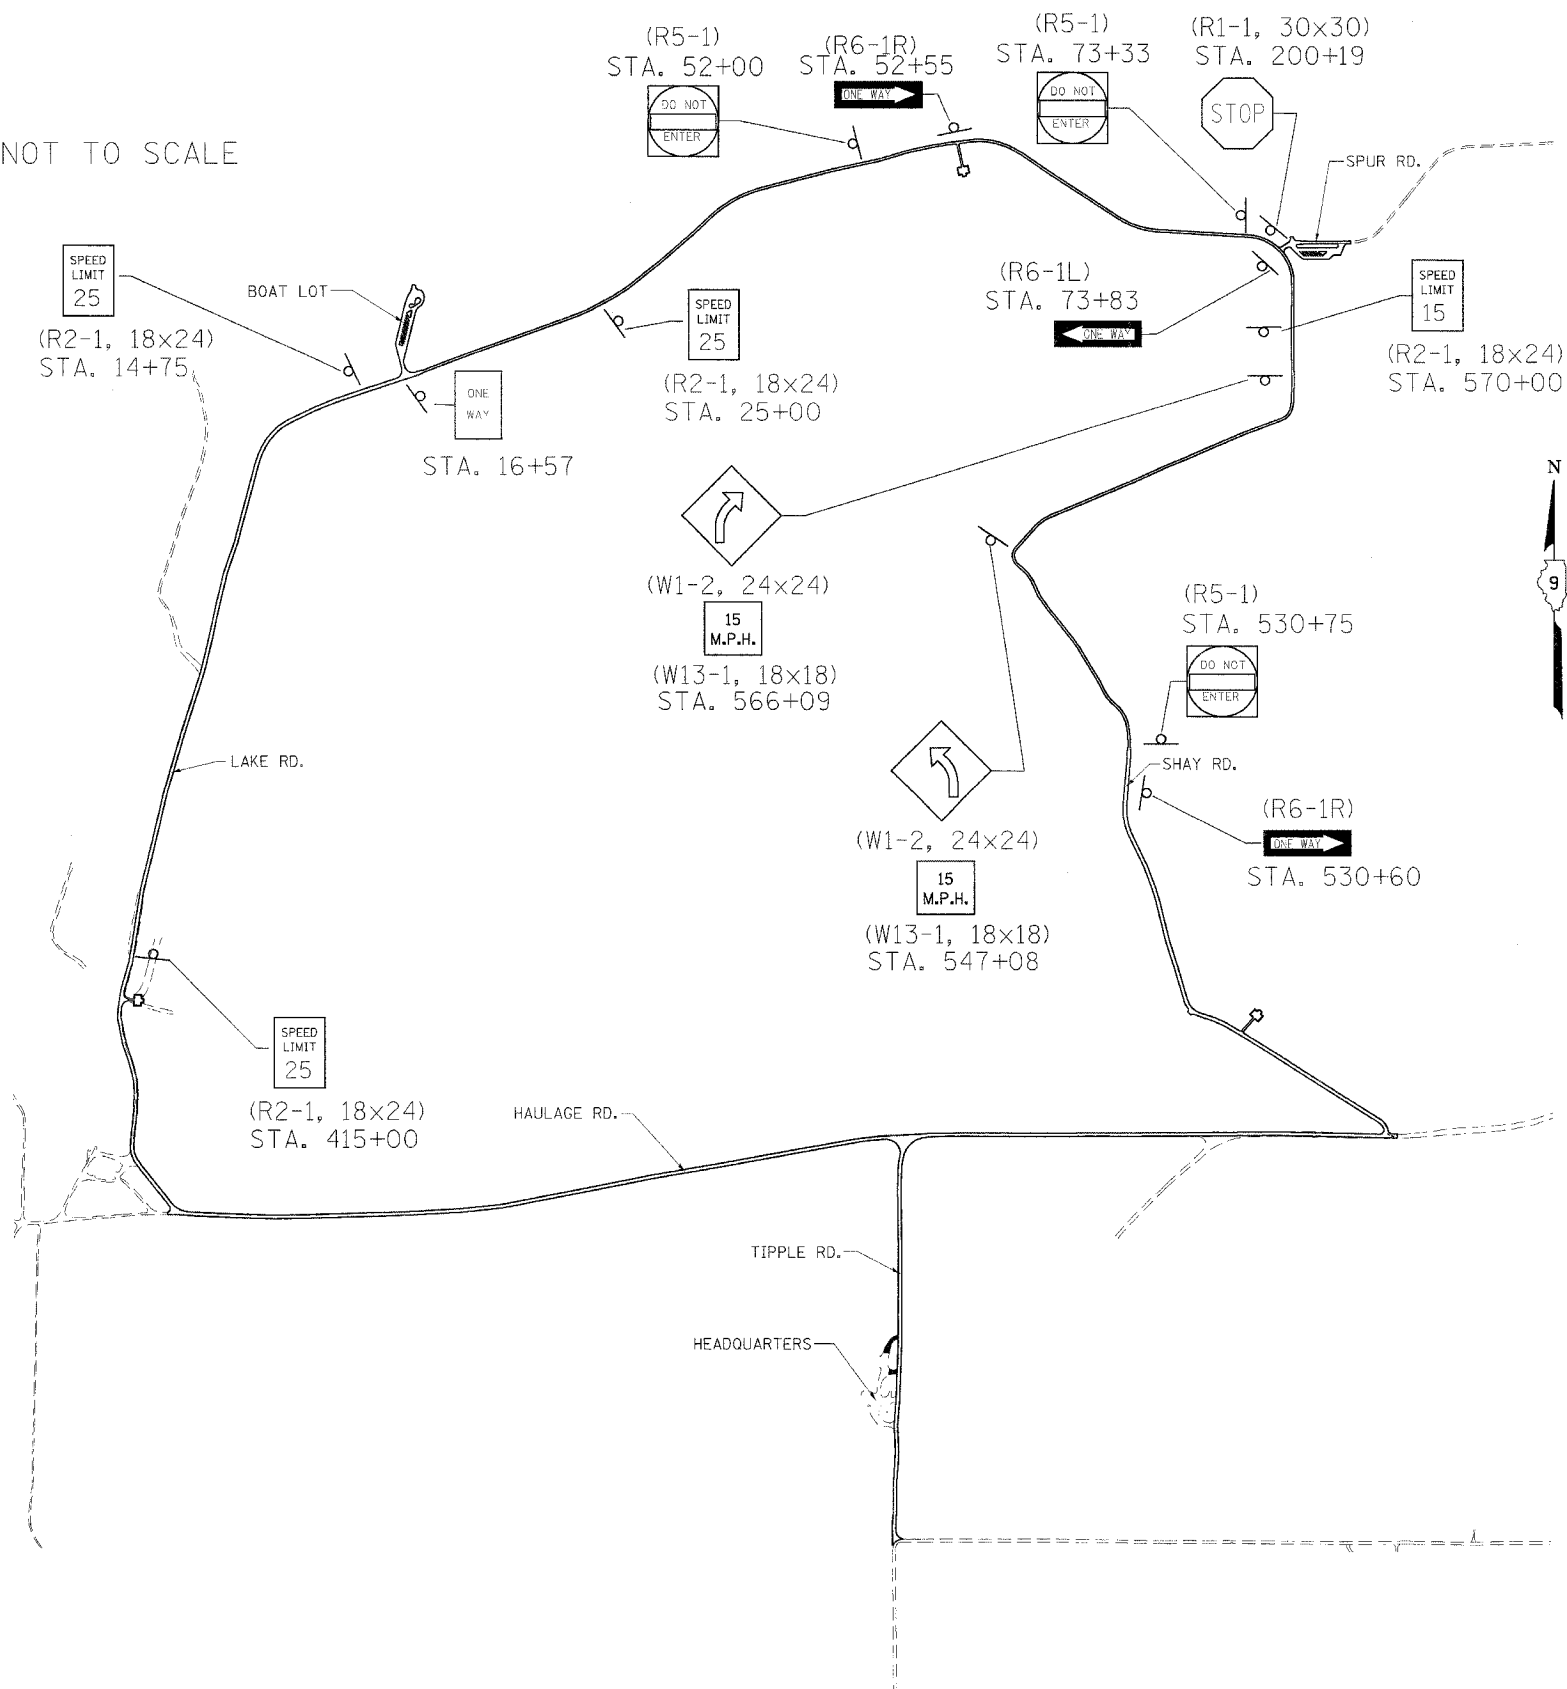 (R5-1)
STA. 52+00
DO NOT
ENTER
(R6-1R)
STA. 52+55
ONE WAY
(R5-1)
STA. 73+33
DO NOT
ENTER
(R1-1, 30x30)
STA. 200+19
STOP
NOT TO SCALE
SPUR RD.
SPEED
LIMIT
25
(R2-1, 18x24)
STA. 14+75
BOAT LOT
SPEED
LIMIT
25
(R2-1, 18x24)
STA. 25+00
(R6-1L)
STA. 73+83
ONE WAY
SPEED
LIMIT
15
(R2-1, 18x24)
STA. 570+00
ONE
WAY
STA. 16+57
N
9
(W1-2, 24x24)
15
M.P.H.
(W13-1, 18x18)
STA. 566+09
(R5-1)
STA. 530+75
DO NOT
ENTER
LAKE RD.
SHAY RD.
(R6-1R)
ONE WAY
STA. 530+60
(W1-2, 24x24)
15
M.P.H.
(W13-1, 18x18)
STA. 547+08
SPEED
LIMIT
25
(R2-1, 18x24)
STA. 415+00
HAULAGE RD.
TIPPLE RD.
HEADQUARTERS